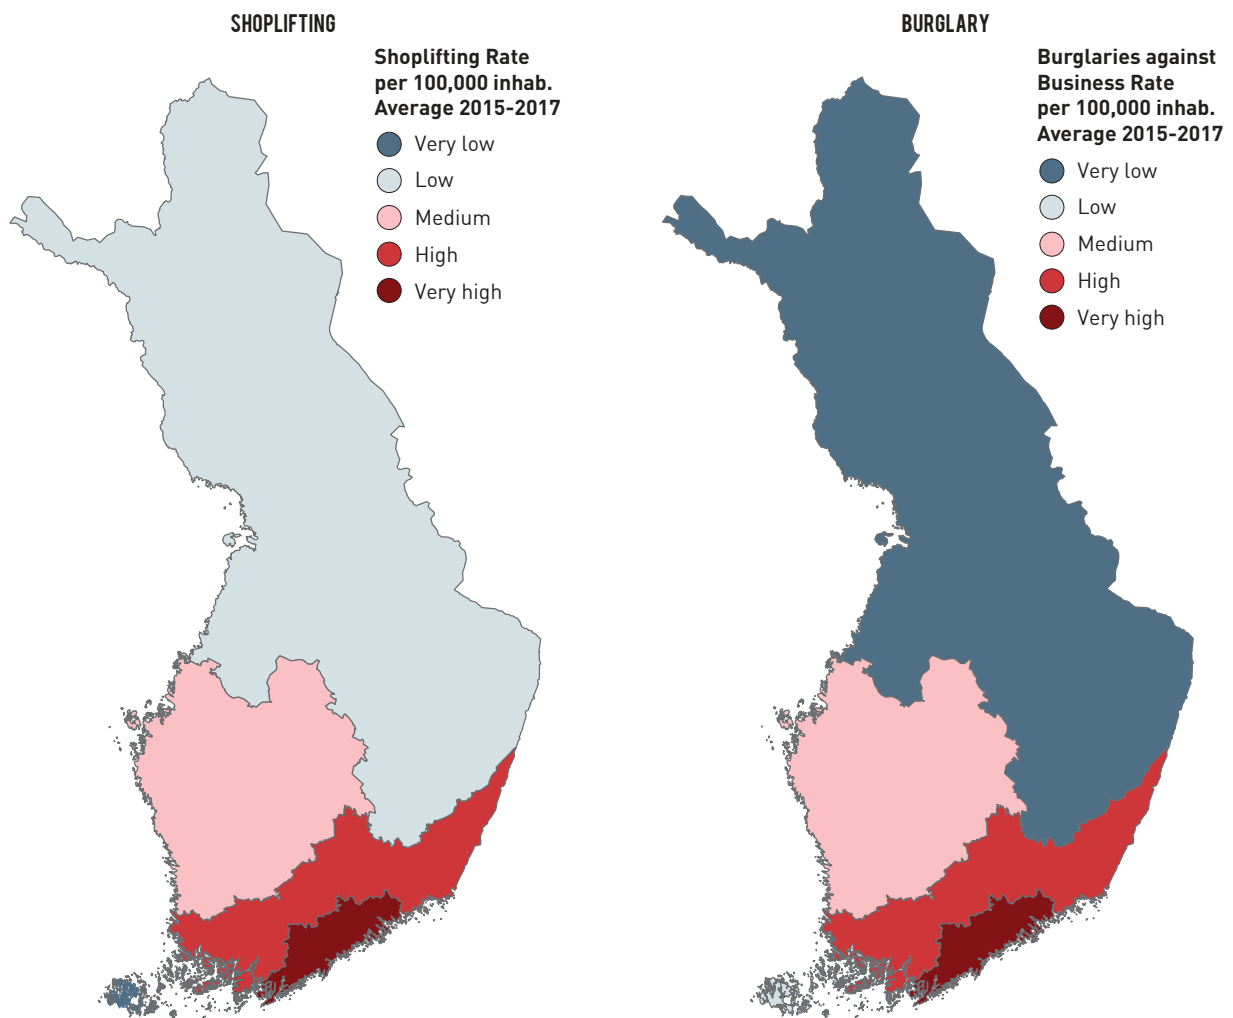 SHOPLIFTING
Shoplifting Rate
per 100,000 inhab.
Average 2015-2017
Very low
Low
Medium
High
Very high
BURGLARY
Burglaries against
Business Rate
per 100,000 inhab.
Average 2015-2017
Very low
Low
Medium
High
Very high